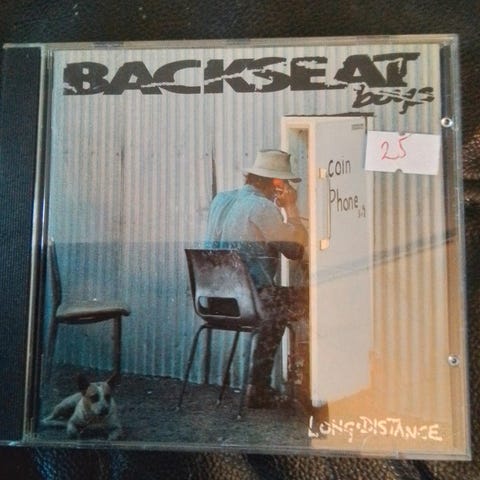 BACKSEAT
boys
25
Coin
Phone
LONG-DISTANCE